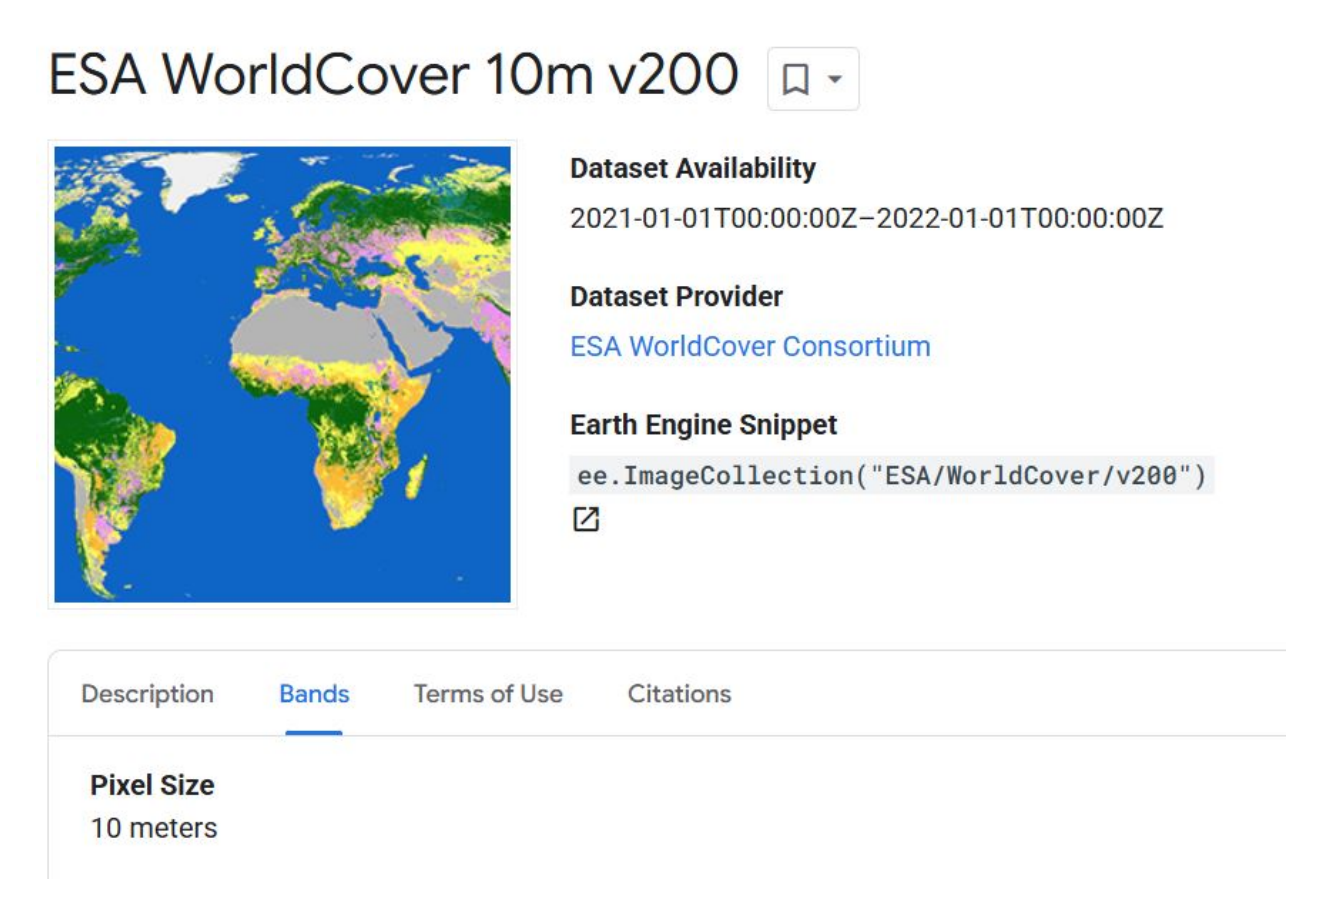 ESA WorldCover 10m v200
Dataset Availability
2021-01-01T00:00:00Z–2022-01-01T00:00:00Z
Dataset Provider
ESA WorldCover Consortium
Earth Engine Snippet
ee.ImageCollection("ESA/WorldCover/v200")
Description Bands Terms of Use Citations
Pixel Size
10 meters